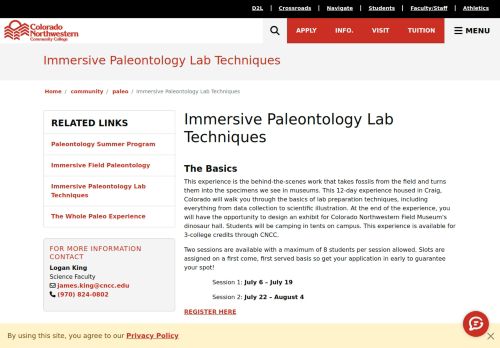 D2L | Crossroads | Navigate | Students | Faculty/Staff | Athletics
Colorado
Northwestern
Community College
APPLY INFO. VISIT TUITION MENU
Immersive Paleontology Lab Techniques
Home / community / paleo / Immersive Paleontology Lab Techniques
RELATED LINKS
Paleontology Summer Program
Immersive Field Paleontology
Immersive Paleontology Lab
Techniques
The Whole Paleo Experience
FOR MORE INFORMATION
CONTACT
Logan King
Science Faculty
james.king@cncc.edu
(970) 824-0802
Immersive Paleontology Lab
Techniques
The Basics
This experience is the behind-the-scenes work that takes fossils from the field and turns
them into the specimens we see in museums. This 12-day experience housed in Craig,
Colorado will walk you through the basics of lab preparation techniques, including
everything from data collection to scientific illustration. At the end of the experience, you
will have the opportunity to design an exhibit for Colorado Northwestern Field Museum's
dinosaur hall. Students will be camping in tents on campus. This experience is available for
3-college credits through CNCC.
Two sessions are available with a maximum of 8 students per session allowed. Slots are
assigned on a first come, first served basis so get your application in early to guarantee
your spot!
Session 1: July 6 – July 19
Session 2: July 22 – August 4
REGISTER HERE
By using this site, you agree to our Privacy Policy
×